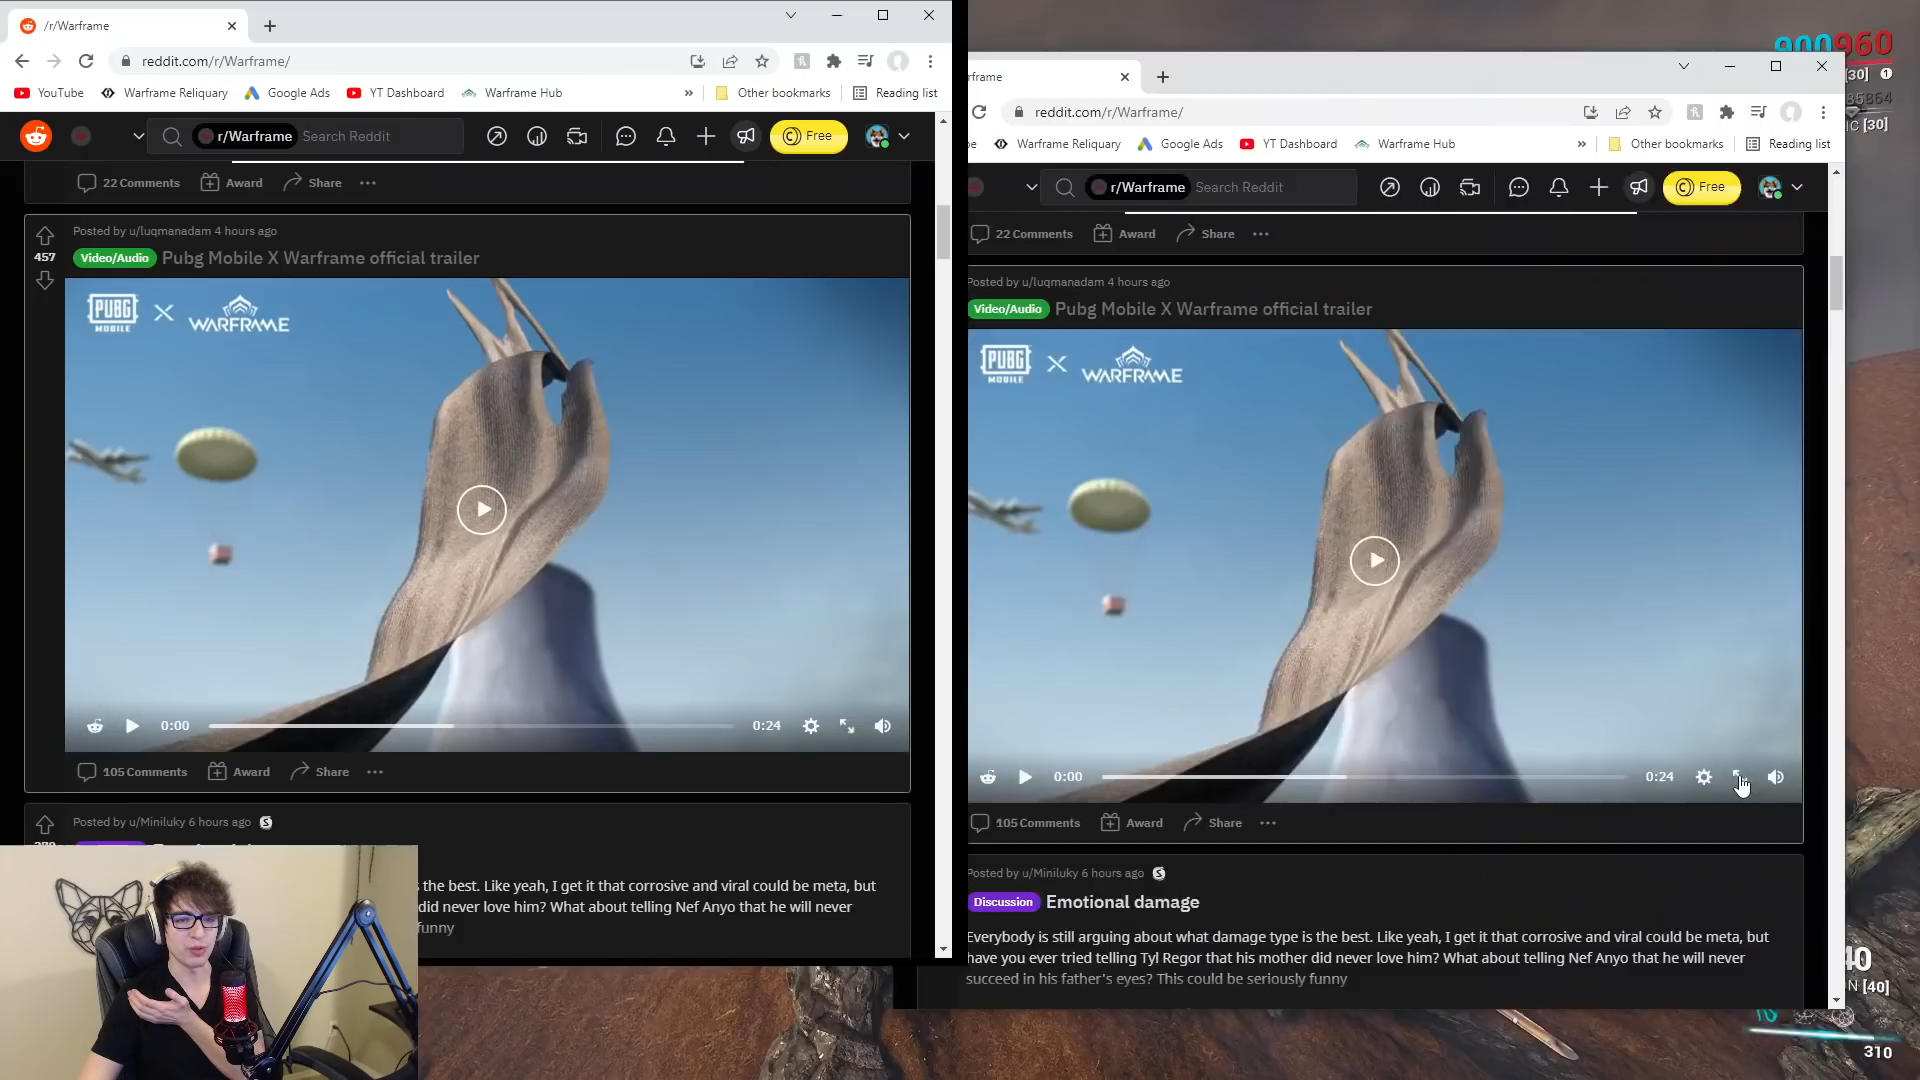 /r/Warframe
reddit.com/r/Warframe/
YouTube Warframe Reliquary Google Ads YT Dashboard Warframe Hub » Other bookmarks Reading list
r/Warframe Search Reddit Free
22 Comments Award Share
Posted by u/luqmanadam 4 hours ago
457
Video/Audio Pubg Mobile X Warframe official trailer
PUBG MOBILE X WARFRAME
0:00 0:24
105 Comments Award Share
Posted by u/Miniluky 6 hours ago
the best. Like yeah, I get it that corrosive and viral could be meta, but
did never love him? What about telling Nef Anyo that he will never
funny
rframe
reddit.com/r/Warframe/
be Warframe Reliquary Google Ads YT Dashboard Warframe Hub » Other bookmarks Reading list
r/Warframe Search Reddit Free
22 Comments Award Share
Posted by u/luqmanadam 4 hours ago
Video/Audio Pubg Mobile X Warframe official trailer
PUBG MOBILE X WARFRAME
0:00 0:24
105 Comments Award Share
Posted by u/Miniluky 6 hours ago
Discussion Emotional damage
Everybody is still arguing about what damage type is the best. Like yeah, I get it that corrosive and viral could be meta, but
have you ever tried telling Tyl Regor that his mother did never love him? What about telling Nef Anyo that he will never
succeed in his father's eyes? This could be seriously funny
960
[30] 1
[30]
40
N [40]
310